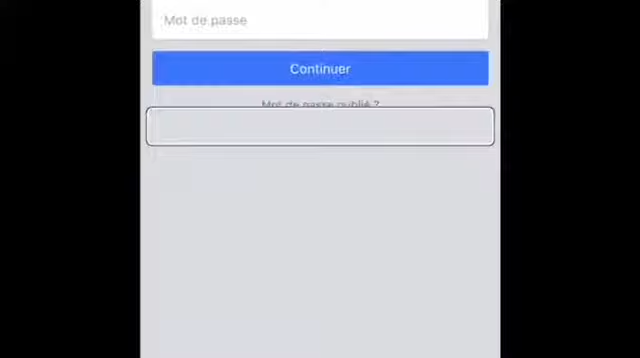 Mot de passe
Continuer
Mot de passe oublié ?